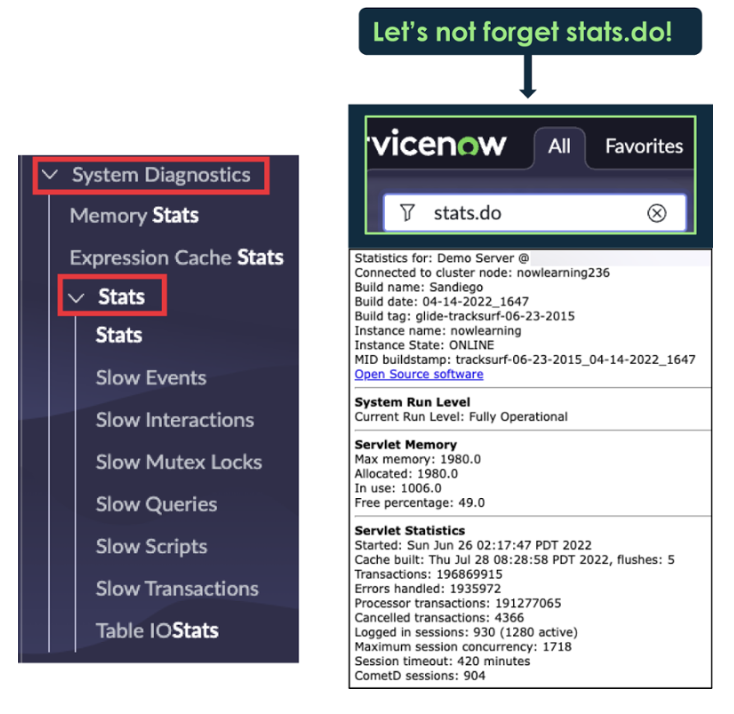 Let's not forget stats.do!
System Diagnostics
Memory Stats
Expression Cache Stats
Stats
Stats
Slow Events
Slow Interactions
Slow Mutex Locks
Slow Queries
Slow Scripts
Slow Transactions
Table IOStats
vicenow All Favorites
stats.do
Statistics for: Demo Server @
Connected to cluster node: nowlearning236
Build name: Sandiego
Build date: 04-14-2022_1647
Build tag: glide-tracksurf-06-23-2015
Instance name: nowlearning
Instance State: ONLINE
MID buildstamp: tracksurf-06-23-2015_04-14-2022_1647
Open Source software
System Run Level
Current Run Level: Fully Operational
Servlet Memory
Max memory: 1980.0
Allocated: 1980.0
In use: 1006.0
Free percentage: 49.0
Servlet Statistics
Started: Sun Jun 26 02:17:47 PDT 2022
Cache built: Thu Jul 28 08:28:58 PDT 2022, flushes: 5
Transactions: 196869915
Errors handled: 1935972
Processor transactions: 191277065
Cancelled transactions: 4366
Logged in sessions: 930 (1280 active)
Maximum session concurrency: 1718
Session timeout: 420 minutes
CometD sessions: 904